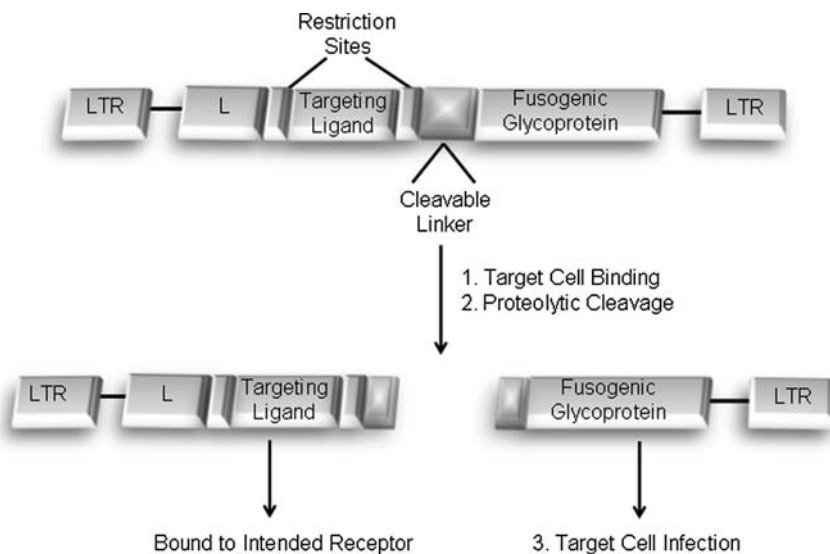 Restriction
Sites
LTR
L
Targeting
Ligand
Fusogenic
Glycoprotein
LTR
Cleavable
Linker
1. Target Cell Binding
2. Proteolytic Cleavage
LTR
L
Targeting
Ligand
Fusogenic
Glycoprotein
LTR
Bound to Intended Receptor
3. Target Cell Infection